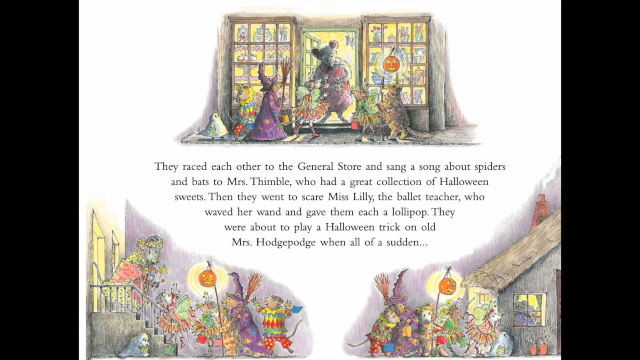 They raced each other to the General Store and sang a song about spiders
and bats to Mrs. Thimble, who had a great collection of Halloween
sweets. Then they went to scare Miss Lilly, the ballet teacher, who
waved her wand and gave them each a lollipop. They
were about to play a Halloween trick on old
Mrs. Hodgepodge when all of a sudden...